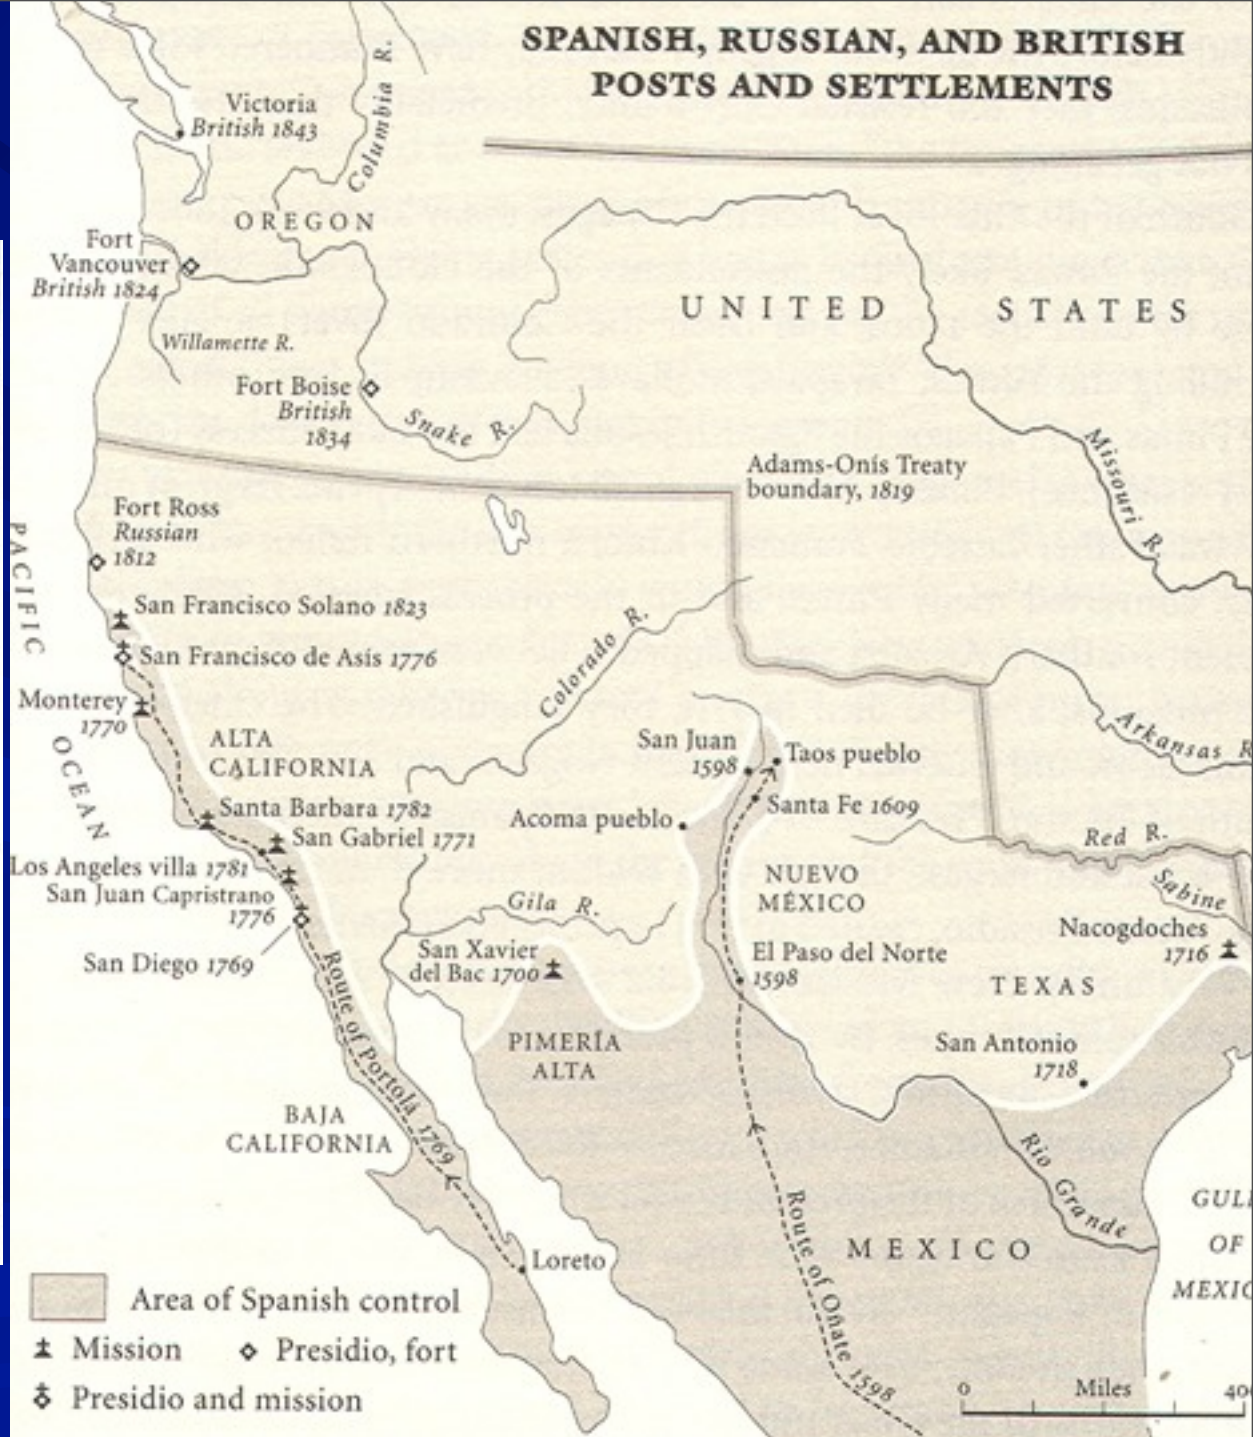 SPANISH, RUSSIAN, AND BRITISH
POSTS AND SETTLEMENTS
Victoria
British 1843
Columbia R.
OREGON
Fort
Vancouver
British 1824
Willamette R.
UNITED STATES
Fort Boise
British
1834
Snake R.
Missouri R.
Adams-Onís Treaty
boundary, 1819
Fort Ross
Russian
1812
PACIFIC
OCEAN
San Francisco Solano 1823
San Francisco de Asís 1776
Monterey
1770
Colorado R.
ALTA
CALIFORNIA
San Juan
1598
Taos pueblo
Arkansas R
Santa Barbara 1782
Acoma pueblo
Santa Fe 1609
San Gabriel 1771
Red R.
Los Angeles villa 1781
San Juan Capristrano
1776
NUEVO
MÉXICO
Sabine
Gila R.
Nacogdoches
1716
San Diego 1769
San Xavier
del Bac 1700
El Paso del Norte
1598
TEXAS
Route of Portolá 1769
PIMERÍA
ALTA
San Antonio
1718
BAJA
CALIFORNIA
Rio Grande
Route of Oñate 1598
MEXICO
GULF
OF
MEXIC
Loreto
Area of Spanish control
Mission
Presidio, fort
Presidio and mission
0 Miles 40